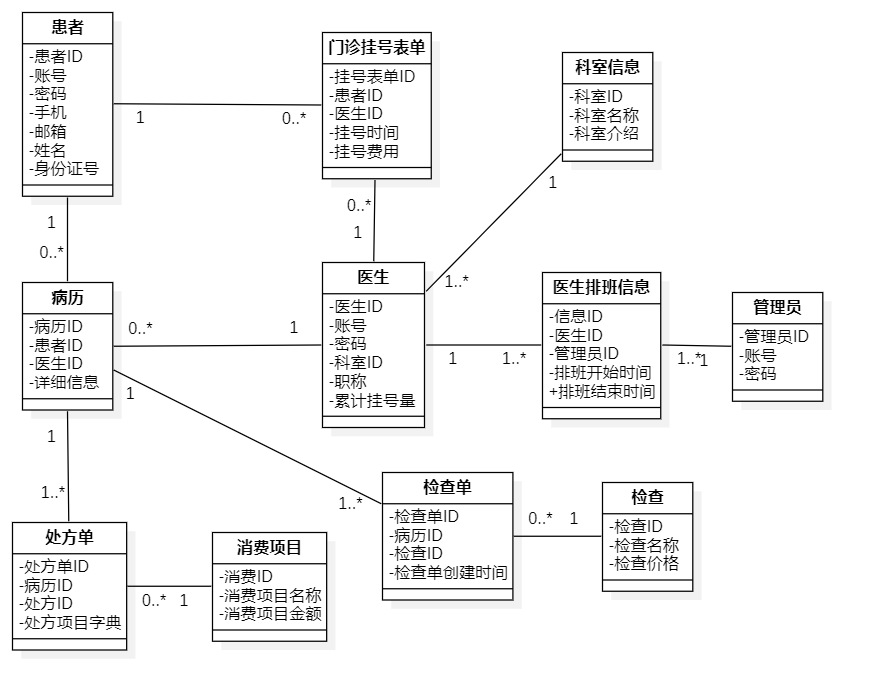 患者
-患者ID
-账号
-密码
-手机
-邮箱
-姓名
-身份证号
门诊挂号表单
-挂号表单ID
-患者ID
-医生ID
-挂号时间
-挂号费用
科室信息
-科室ID
-科室名称
-科室介绍
1
0..*
1
0..*
0..*
1
1
1..*
病历
-病历ID
-患者ID
-医生ID
-详细信息
0..*
1
医生
-医生ID
-账号
-密码
-科室ID
-职称
-累计挂号量
1
1..*
医生排班信息
-信息ID
-医生ID
-管理员ID
-排班开始时间
+排班结束时间
1..*
1
管理员
-管理员ID
-账号
-密码
1
1..*
1
1..*
处方单
-处方单ID
-病历ID
-处方ID
-处方项目字典
0..*
1
消费项目
-消费ID
-消费项目名称
-消费项目金额
检查单
-检查单ID
-病历ID
-检查ID
-检查单创建时间
0..*
1
检查
-检查ID
-检查名称
-检查价格